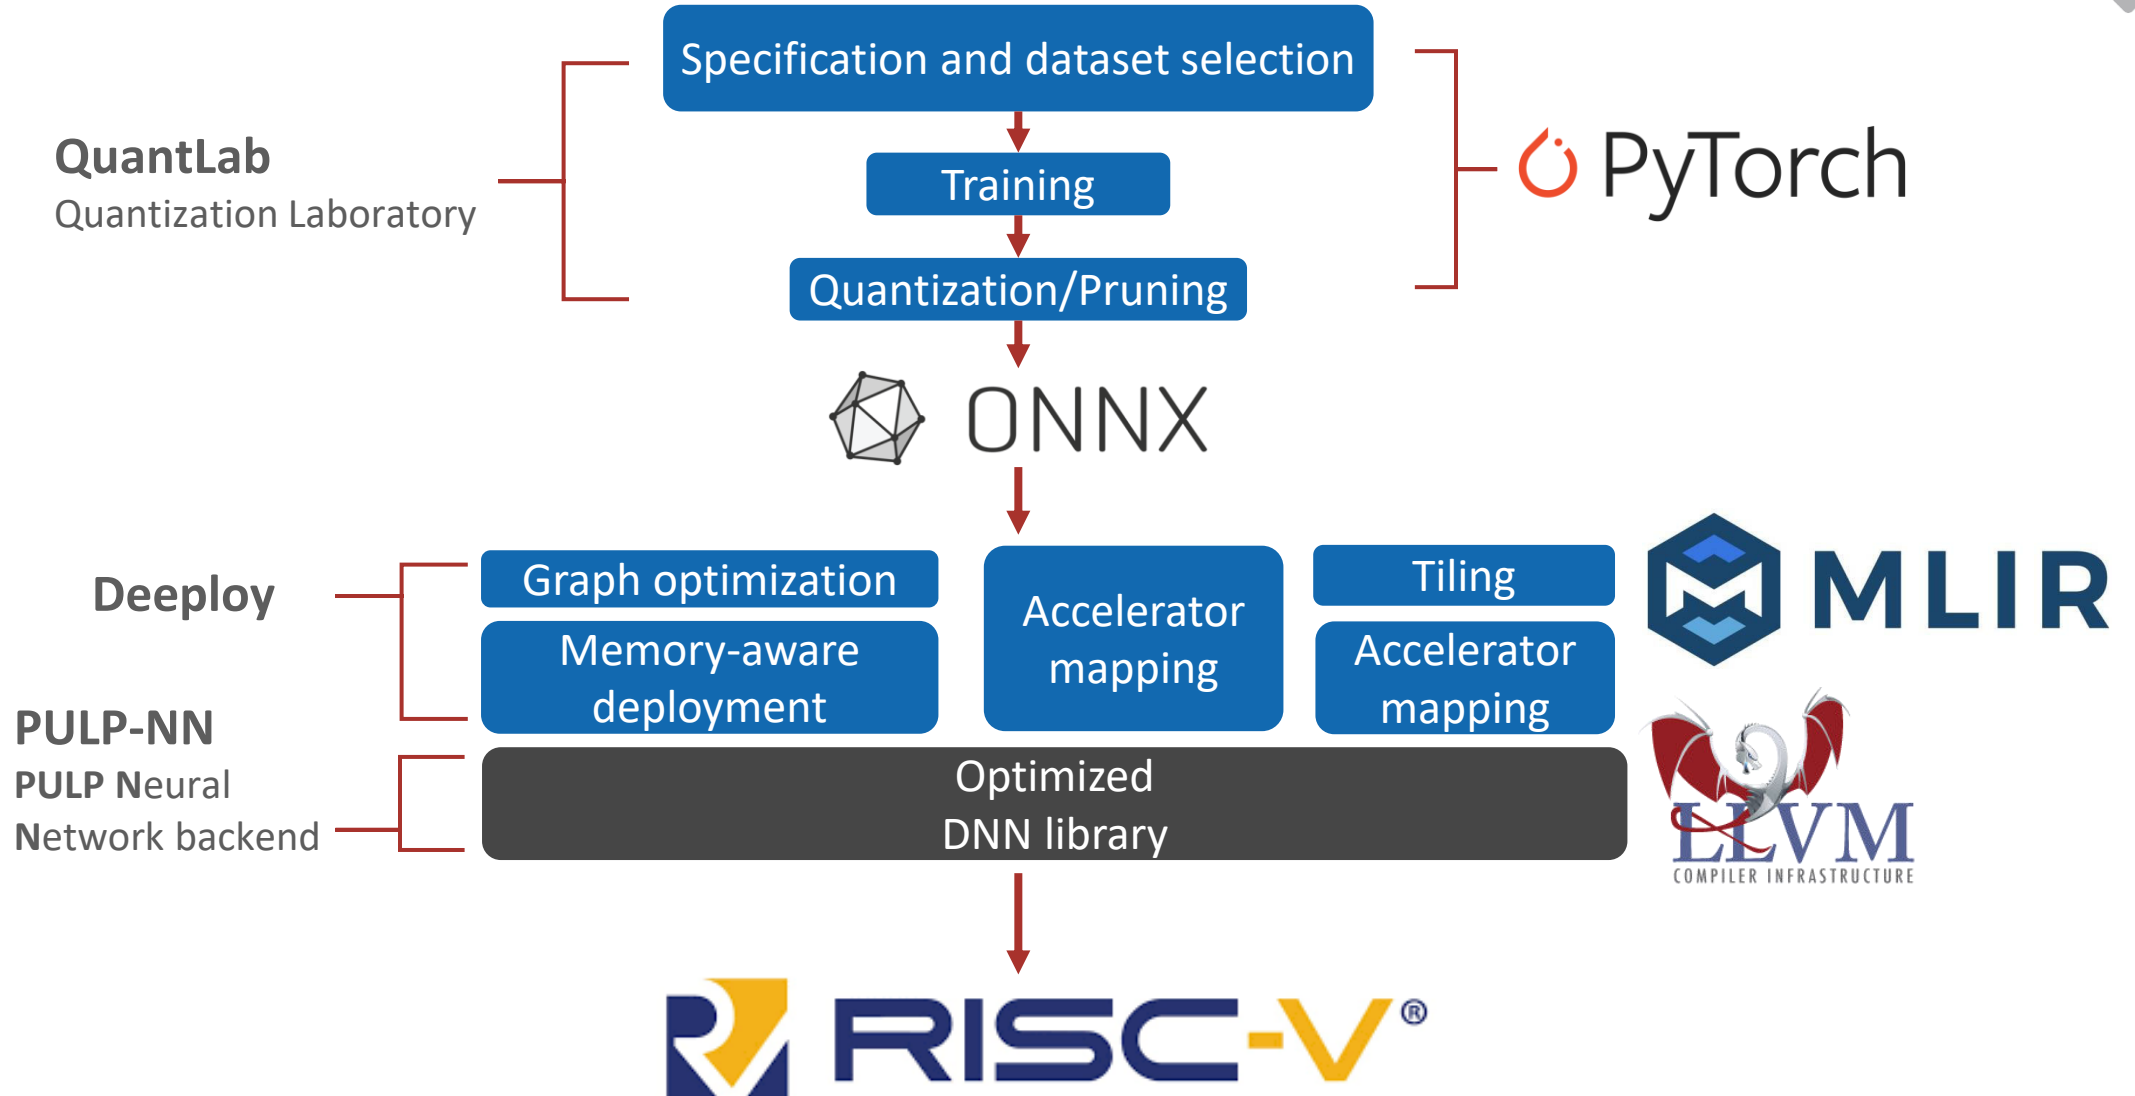 Specification and dataset selection
QuantLab
Quantization Laboratory
Training
PyTorch
Quantization/Pruning
ONNX
Deeploy
Graph optimization
Memory-aware
deployment
Accelerator
mapping
Tiling
Accelerator
mapping
MLIR
PULP-NN
PULP Neural
Network backend
Optimized
DNN library
LLVM
COMPILER INFRASTRUCTURE
RISC-V®